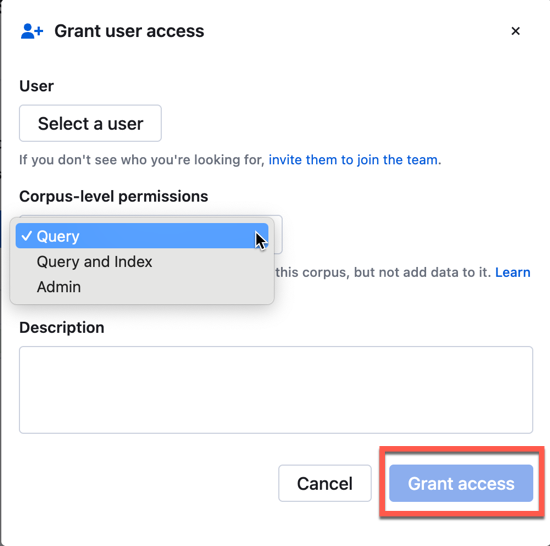 Grant user access
User
Select a user
If you don't see who you're looking for, invite them to join the team.
Corpus-level permissions
Query
Query and Index
Admin
this corpus, but not add data to it. Learn
Description
Cancel
Grant access